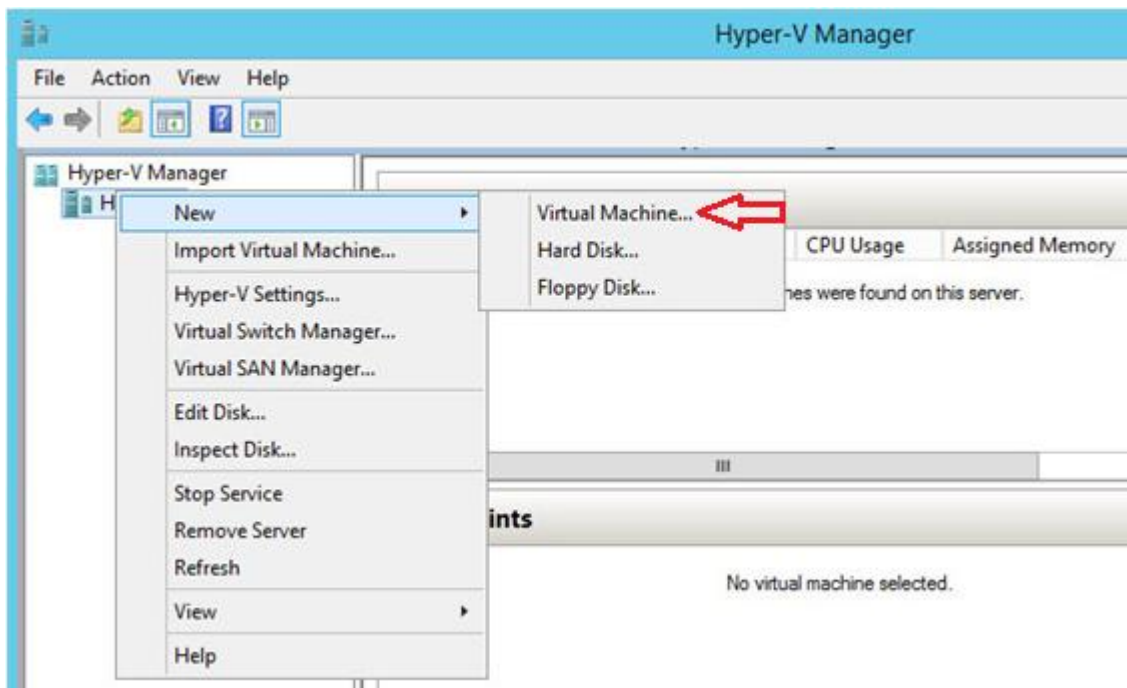 Hyper-V Manager
File Action View Help
Hyper-V Manager
H
New
Virtual Machine...
Import Virtual Machine...
Hard Disk...
CPU Usage Assigned Memory
Hyper-V Settings...
Floppy Disk...
nes were found on this server.
Virtual Switch Manager...
Virtual SAN Manager...
Edit Disk...
Inspect Disk...
Stop Service
ints
Remove Server
Refresh
No virtual machine selected.
View
Help